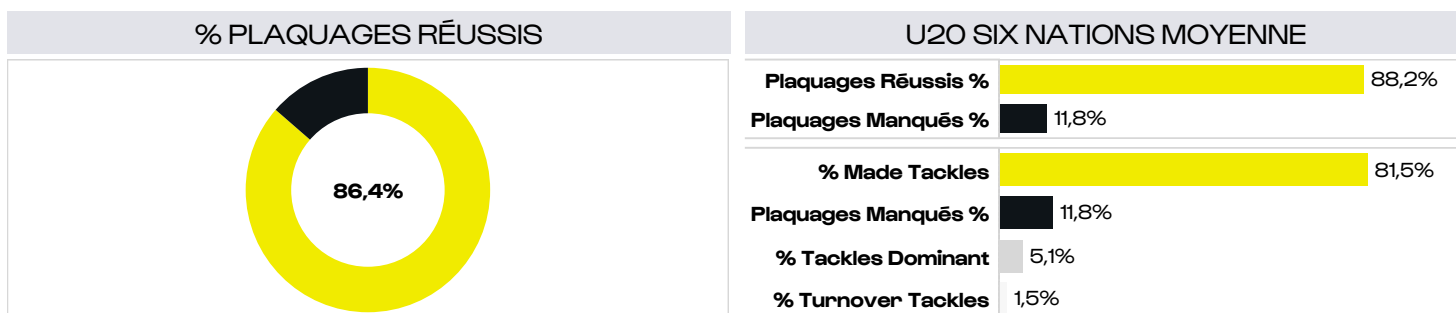 % PLAQUAGES RÉUSSIS
86,4%
U20 SIX NATIONS MOYENNE
Plaquages Réussis % 88,2%
Plaquages Manqués % 11,8%
% Made Tackles 81,5%
Plaquages Manqués % 11,8%
% Tackles Dominant 5,1%
% Turnover Tackles 1,5%